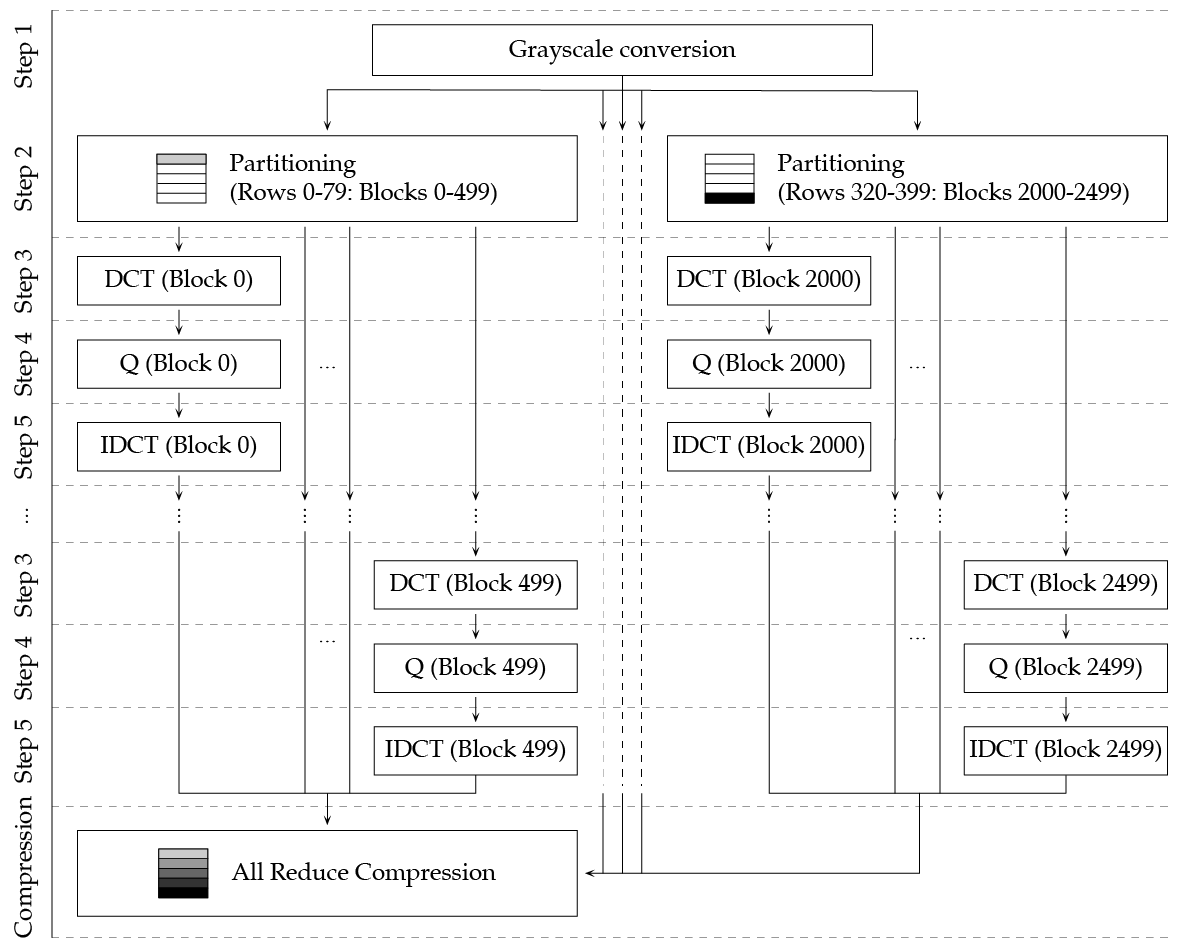 Step 1
Grayscale conversion
Step 2
Partitioning
(Rows 0-79: Blocks 0-499)
Partitioning
(Rows 320-399: Blocks 2000-2499)
Step 3
DCT (Block 0)
DCT (Block 2000)
Step 4
Q (Block 0)
...
Q (Block 2000)
...
Step 5
IDCT (Block 0)
IDCT (Block 2000)
...
⋮
⋮
⋮
⋮
⋮
⋮
⋮
⋮
Step 3
DCT (Block 499)
DCT (Block 2499)
Step 4
...
Q (Block 499)
...
Q (Block 2499)
Step 5
IDCT (Block 499)
IDCT (Block 2499)
Compression
All Reduce Compression